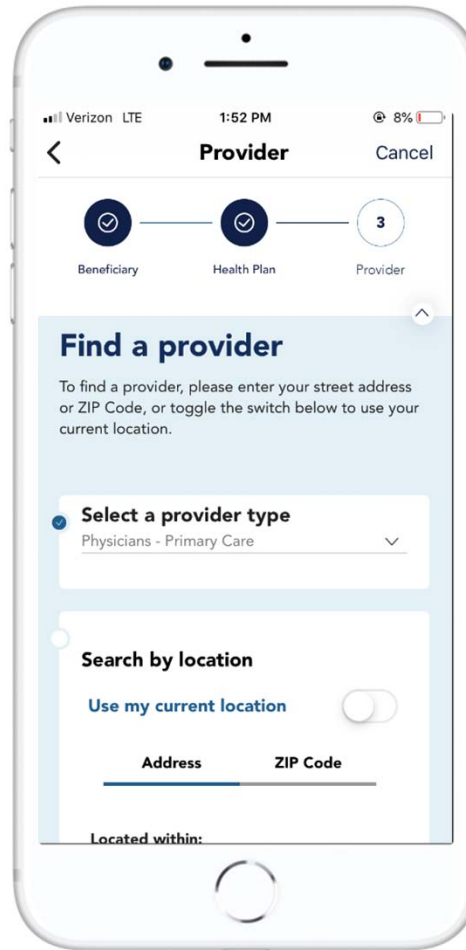 Verizon LTE 1:52 PM 8%
Provider Cancel
3
Beneficiary Health Plan Provider
Find a provider
To find a provider, please enter your street address
or ZIP Code, or toggle the switch below to use your
current location.
Select a provider type
Physicians - Primary Care
Search by location
Use my current location
Address ZIP Code
Located within: